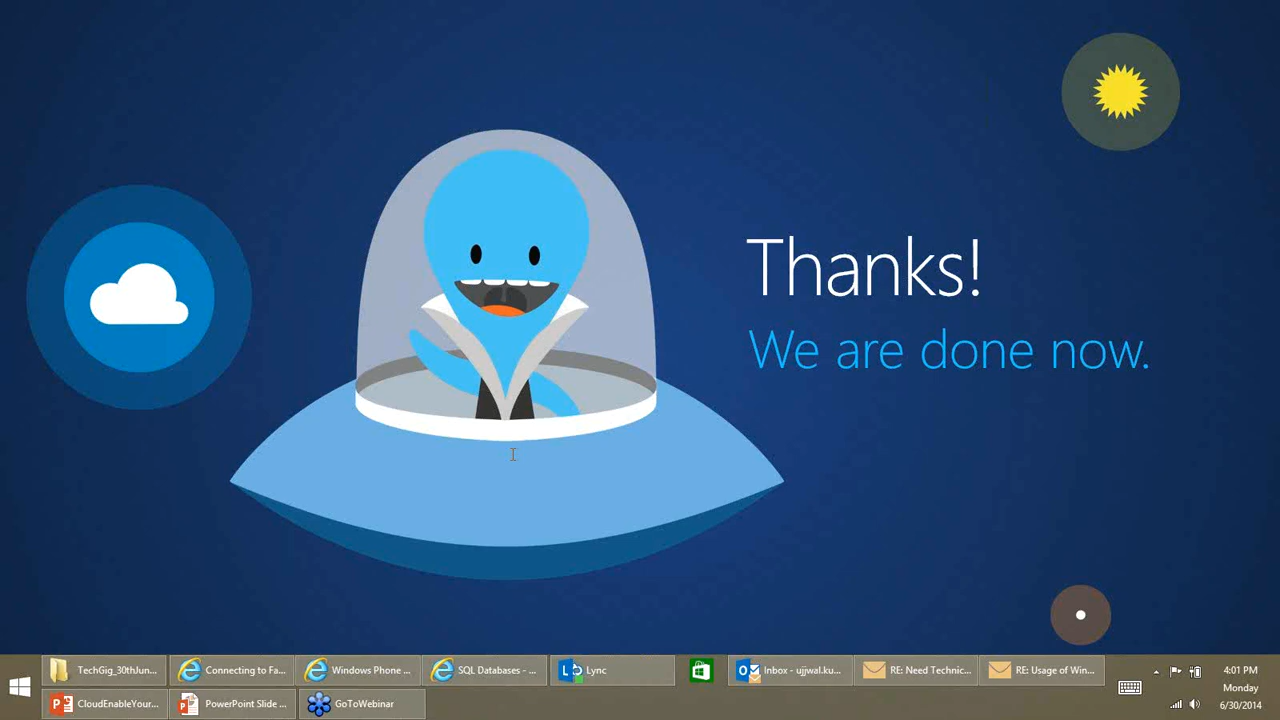 Thanks!
We are done now.
TechGig_30thJun...
Connecting to Fa...
Windows Phone ...
SQL Databases - ...
Lync
Inbox - ujjwal.ku...
RE: Need Technic...
RE: Usage of Win...
4:01 PM
Monday
6/30/2014
CloudEnableYour...
PowerPoint Slide ...
GoToWebinar